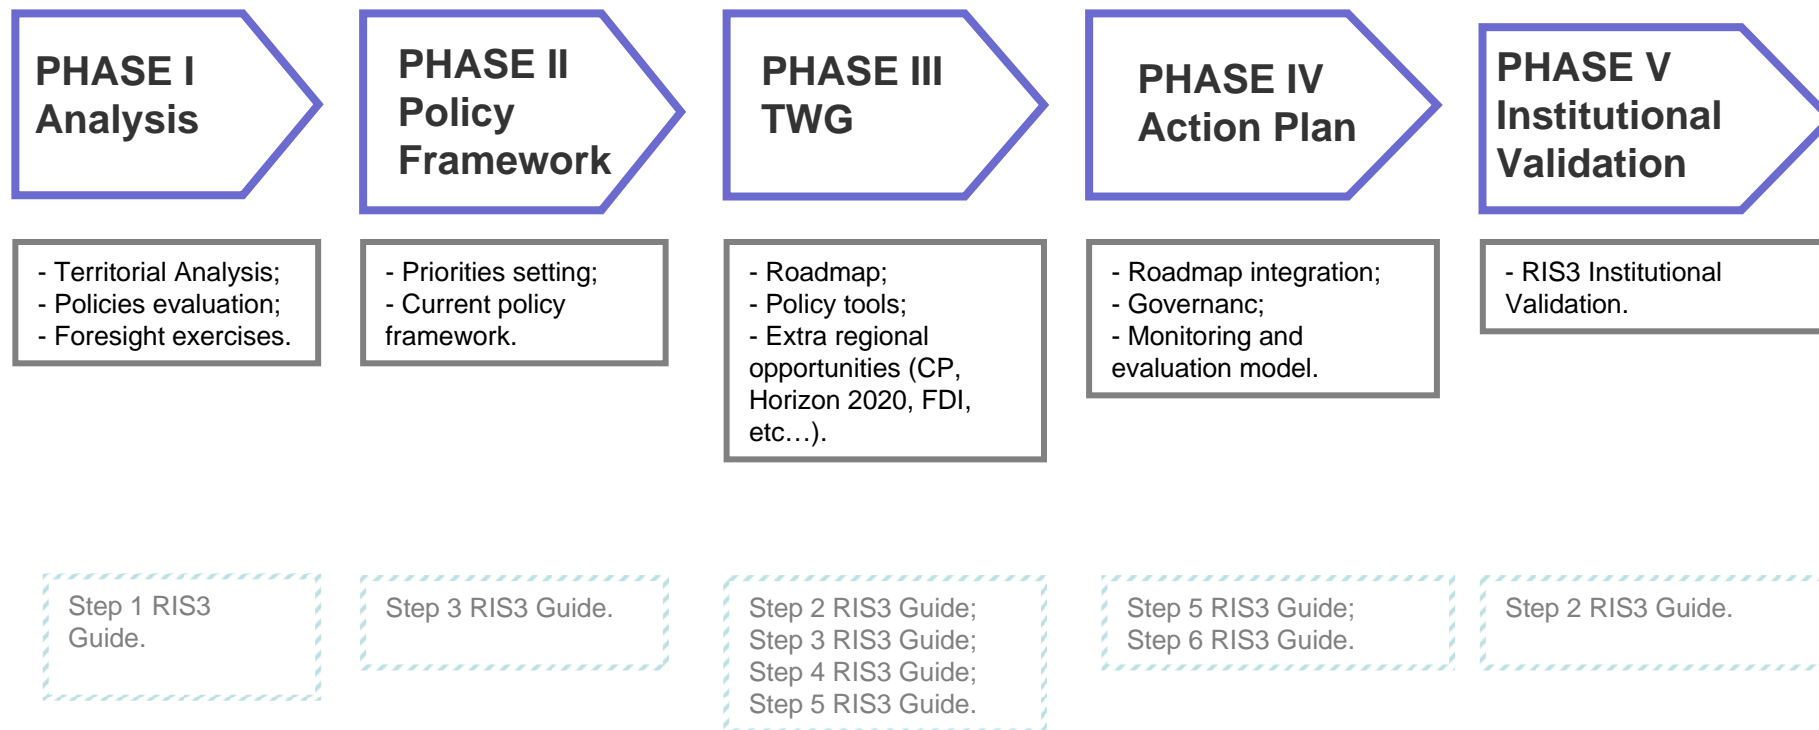 PHASE I
Analysis
PHASE II
Policy
Framework
PHASE III
TWG
PHASE IV
Action Plan
PHASE V
Institutional
Validation
- Territorial Analysis;
- Policies evaluation;
- Foresight exercises.
- Priorities setting;
- Current policy
framework.
- Roadmap;
- Policy tools;
- Extra regional
opportunities (CP,
Horizon 2020, FDI,
etc…).
- Roadmap integration;
- Governanc;
- Monitoring and
evaluation model.
- RIS3 Institutional
Validation.
Step 1 RIS3
Guide.
Step 3 RIS3 Guide.
Step 2 RIS3 Guide;
Step 3 RIS3 Guide;
Step 4 RIS3 Guide;
Step 5 RIS3 Guide.
Step 5 RIS3 Guide;
Step 6 RIS3 Guide.
Step 2 RIS3 Guide.